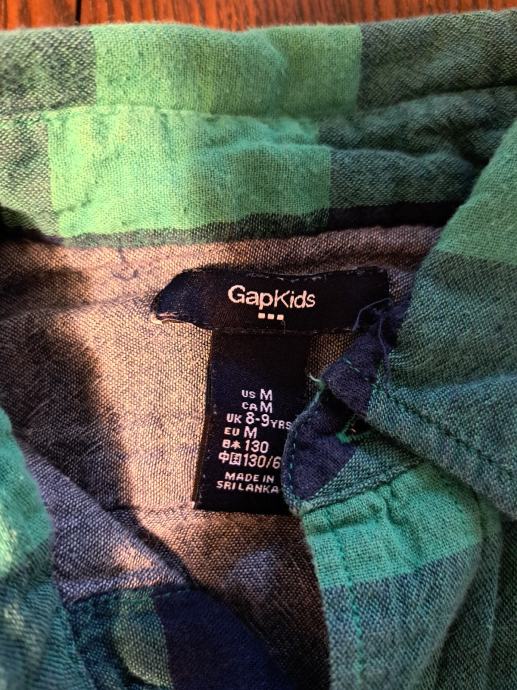 GapKids
US M
CA M
UK 8-9YRS
EU M
日本 130
中国130/6
MADE IN
SRI LANKA